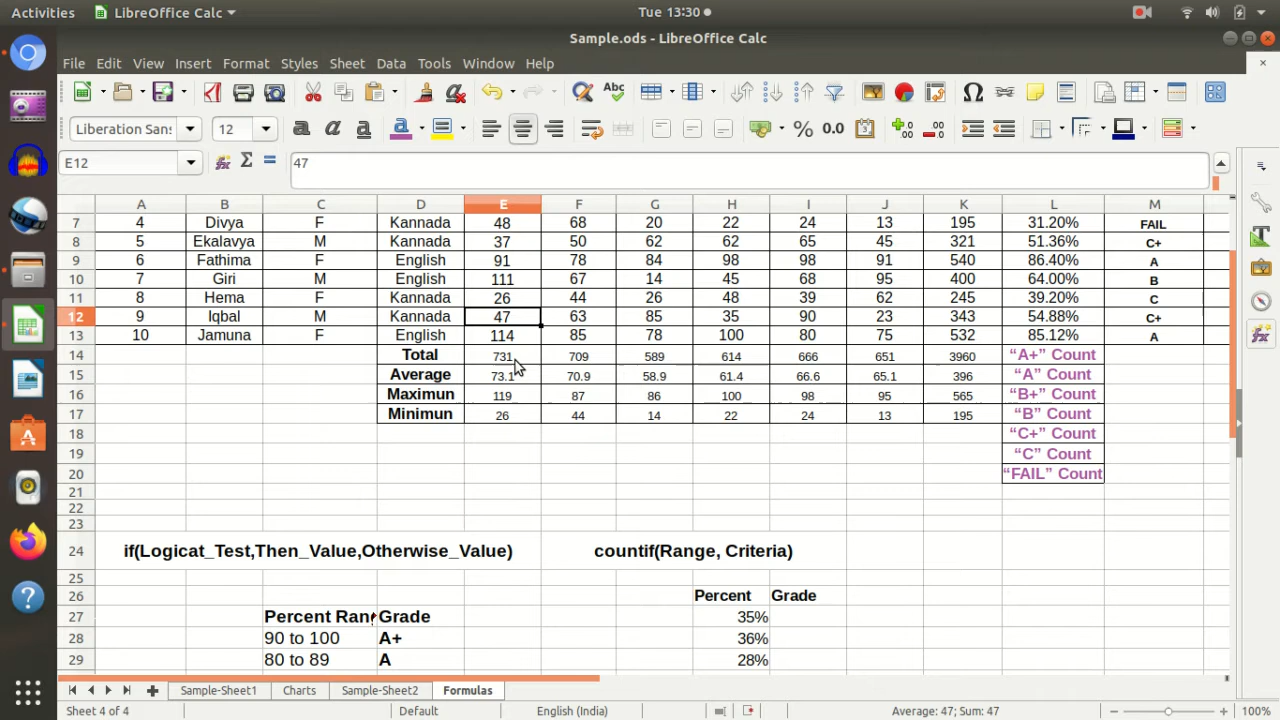 Activities LibreOffice Calc Tue 13:30
Sample.ods - LibreOffice Calc
File Edit View Insert Format Styles Sheet Data Tools Window Help
Liberation Sans 12
E12 47
A B C D E F G H I J K L M
7 4 Divya F Kannada 48 68 20 22 24 13 195 31.20% FAIL
8 5 Ekalavya M Kannada 37 50 62 62 65 45 321 51.36% C+
9 6 Fathima F English 91 78 84 98 98 91 540 86.40% A
10 7 Giri M English 111 67 14 45 68 95 400 64.00% B
11 8 Hema F Kannada 26 44 26 48 39 62 245 39.20% C
12 9 Iqbal M Kannada 47 63 85 35 90 23 343 54.88% C+
13 10 Jamuna F English 114 85 78 100 80 75 532 85.12% A
14 Total 731 709 589 614 666 651 3960 “A+” Count
15 Average 73.1 70.9 58.9 61.4 66.6 65.1 396 “A” Count
16 Maximun 119 87 86 100 98 95 565 “B+” Count
17 Minimun 26 44 14 22 24 13 195 “B” Count
18 “C+” Count
19 “C” Count
20 “FAIL” Count
21
22
23
24 if(Logicat_Test,Then_Value,Otherwise_Value) countif(Range, Criteria)
25
26 Percent Grade
27 Percent Rang Grade 35%
28 90 to 100 A+ 36%
29 80 to 89 A 28%
Sample-Sheet1 Charts Sample-Sheet2 Formulas
Sheet 4 of 4 Default English (India) Average: 47; Sum: 47 100%